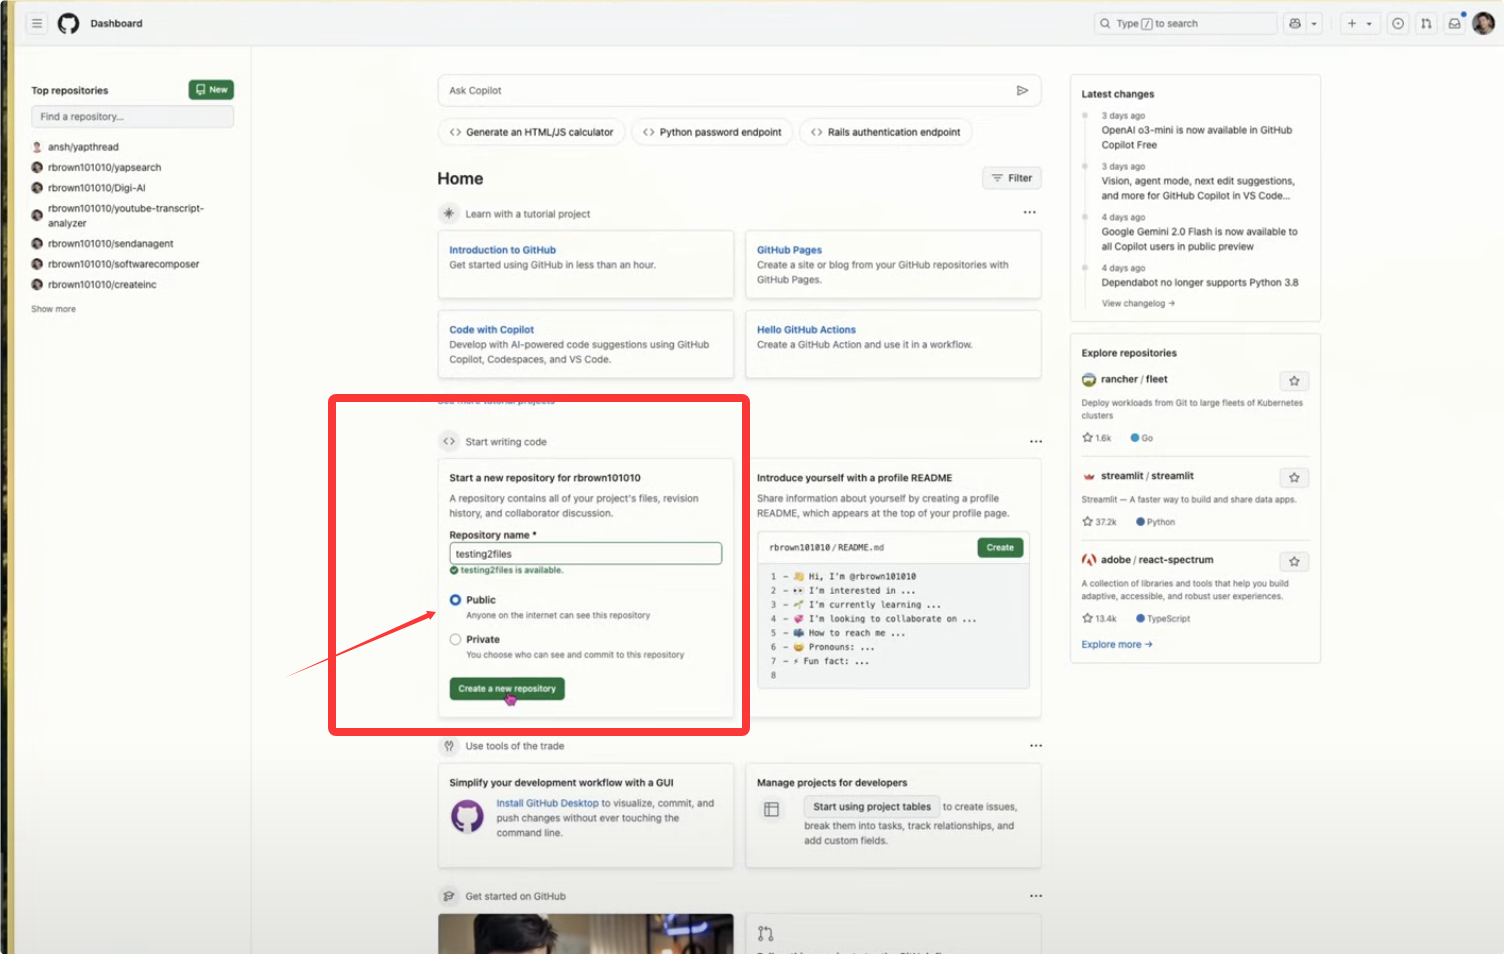 Dashboard
Type / to search
Top repositories
New
Find a repository...
ansh/yapthread
rbrown101010/yapsearch
rbrown101010/Digi-AI
rbrown101010/youtube-transcript-
analyzer
rbrown101010/sendanagent
rbrown101010/softwarecomposer
rbrown101010/createinc
Show more
Ask Copilot
Generate an HTML/JS calculator
Python password endpoint
Rails authentication endpoint
Home
Filter
Learn with a tutorial project
Introduction to GitHub
Get started using GitHub in less than an hour.
GitHub Pages
Create a site or blog from your GitHub repositories with
GitHub Pages.
Code with Copilot
Develop with AI-powered code suggestions using GitHub
Copilot, Codespaces, and VS Code.
Hello GitHub Actions
Create a GitHub Action and use it in a workflow.
See more tutorial projects
Start writing code
Start a new repository for rbrown101010
A repository contains all of your project's files, revision
history, and collaborator discussion.
Repository name *
testing2files
testing2files is available.
Public
Anyone on the internet can see this repository
Private
You choose who can see and commit to this repository
Create a new repository
Introduce yourself with a profile README
Share information about yourself by creating a profile
README, which appears at the top of your profile page.
rbrown101010 / README.md
Create
1 - 👋 Hi, I'm @rbrown101010
2 - 👀 I'm interested in ...
3 - 🌱 I'm currently learning ...
4 - 💞️ I'm looking to collaborate on ...
5 - 📫 How to reach me ...
6 - 😄 Pronouns: ...
7 - ⚡ Fun fact: ...
8
Use tools of the trade
Simplify your development workflow with a GUI
Install GitHub Desktop to visualize, commit, and
push changes without ever touching the
command line.
Manage projects for developers
Start using project tables to create issues,
break them into tasks, track relationships, and
add custom fields.
Get started on GitHub
Latest changes
3 days ago
OpenAI o3-mini is now available in GitHub
Copilot Free
3 days ago
Vision, agent mode, next edit suggestions,
and more for GitHub Copilot in VS Code...
4 days ago
Google Gemini 2.0 Flash is now available to
all Copilot users in public preview
4 days ago
Dependabot no longer supports Python 3.8
View changelog →
Explore repositories
rancher / fleet
Deploy workloads from Git to large fleets of Kubernetes
clusters
1.6k
Go
streamlit / streamlit
Streamlit — A faster way to build and share data apps.
37.2k
Python
adobe / react-spectrum
A collection of libraries and tools that help you build
adaptive, accessible, and robust user experiences.
13.4k
TypeScript
Explore more →